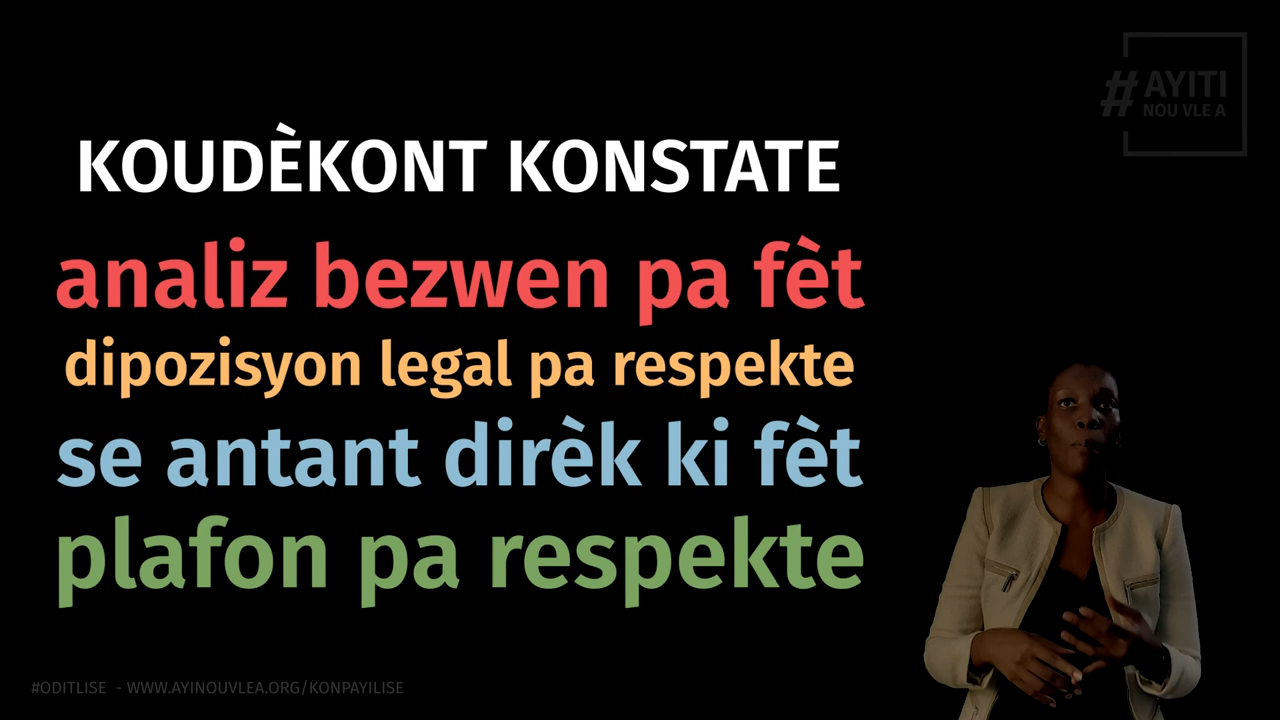 #AYITI
NOU VLE A
KOUDÈKONT KONSTATE
analiz bezwen pa fèt
dipozisyon legal pa respekte
se antant dirèk ki fèt
plafon pa respekte
#ODITLISE - WWW.AYINOUVLEA.ORG/KONPAYILISE